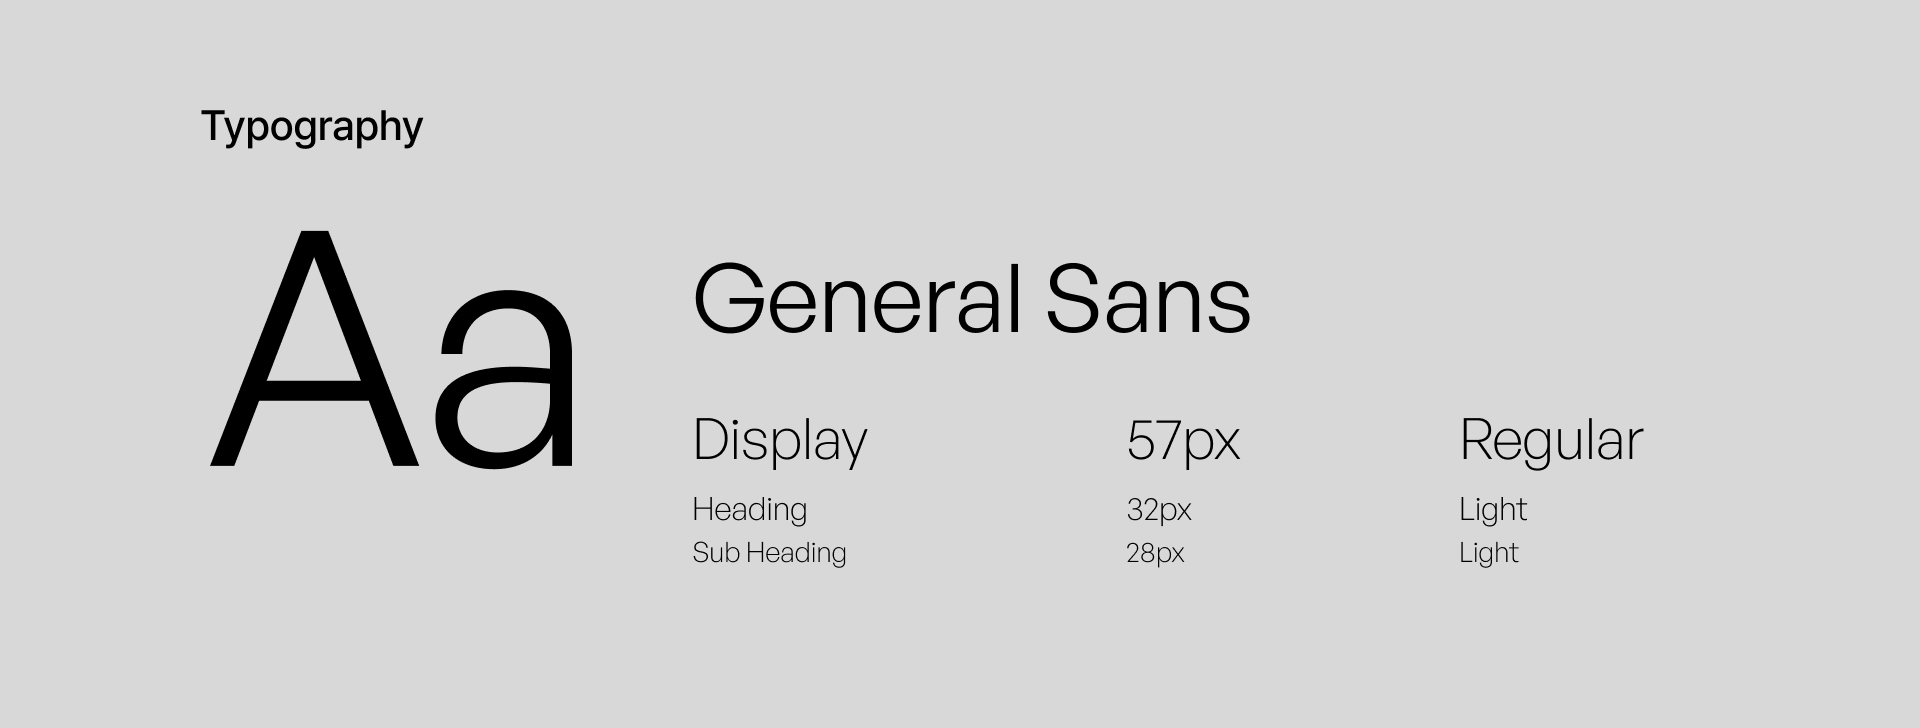 Typography
Aa
General Sans
Display 57px Regular
Heading 32px Light
Sub Heading 28px Light